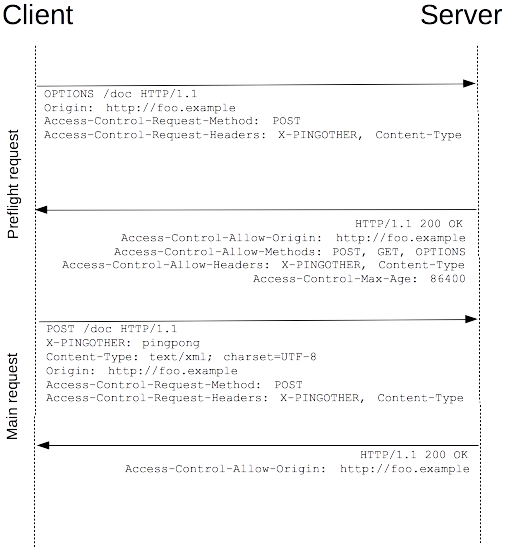 Client
Server
OPTIONS /doc HTTP/1.1
Origin: http://foo.example
Access-Control-Request-Method: POST
Access-Control-Request-Headers: X-PINGOTHER, Content-Type
Preflight request
HTTP/1.1 200 OK
Access-Control-Allow-Origin: http://foo.example
Access-Control-Allow-Methods: POST, GET, OPTIONS
Access-Control-Allow-Headers: X-PINGOTHER, Content-Type
Access-Control-Max-Age: 86400
POST /doc HTTP/1.1
X-PINGOTHER: pingpong
Content-Type: text/xml; charset=UTF-8
Origin: http://foo.example
Access-Control-Request-Method: POST
Access-Control-Request-Headers: X-PINGOTHER, Content-Type
Main request
HTTP/1.1 200 OK
Access-Control-Allow-Origin: http://foo.example